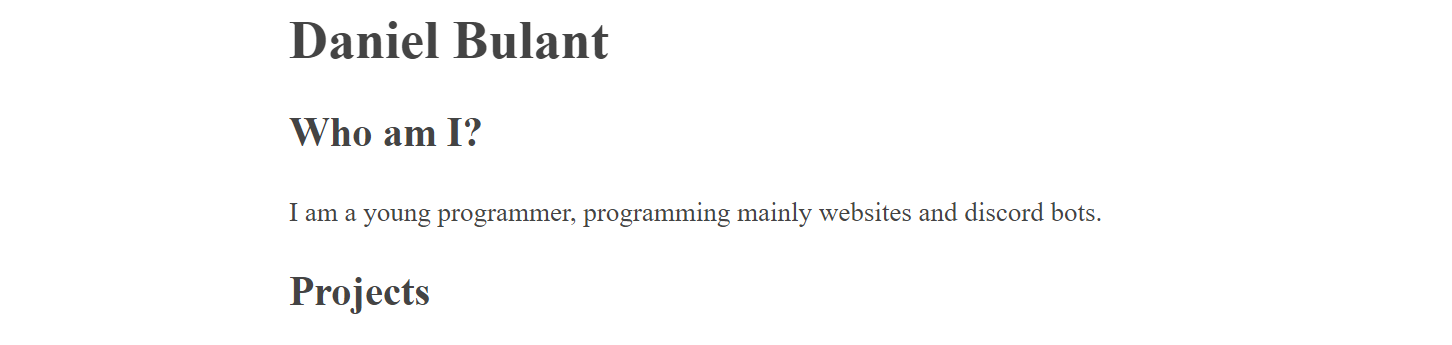 Daniel Bulant
Who am I?
I am a young programmer, programming mainly websites and discord bots.
Projects